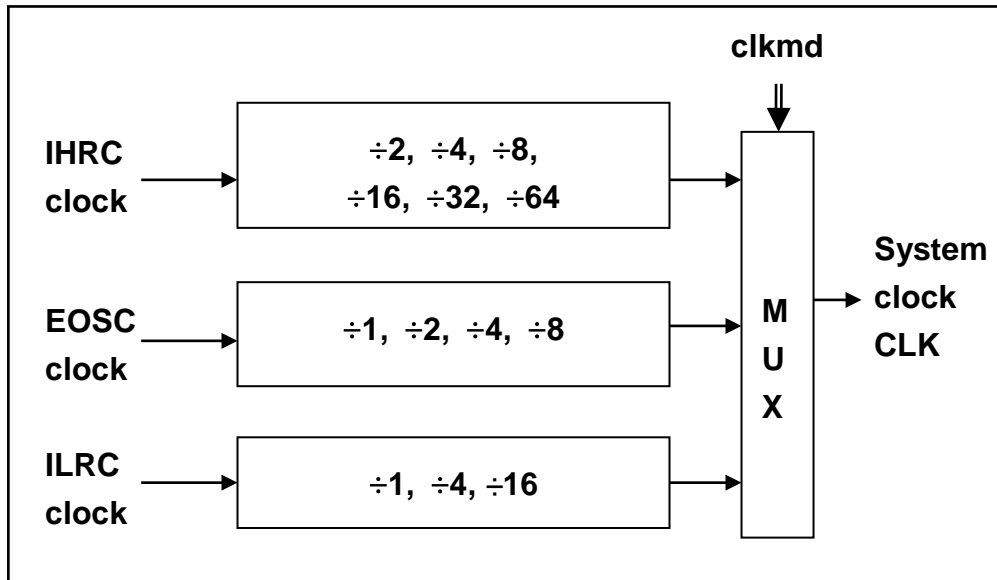 clkmd
IHRC
clock
÷2, ÷4, ÷8,
÷16, ÷32, ÷64
EOSC
clock
÷1, ÷2, ÷4, ÷8
ILRC
clock
÷1, ÷4, ÷16
M
U
X
System
clock
CLK